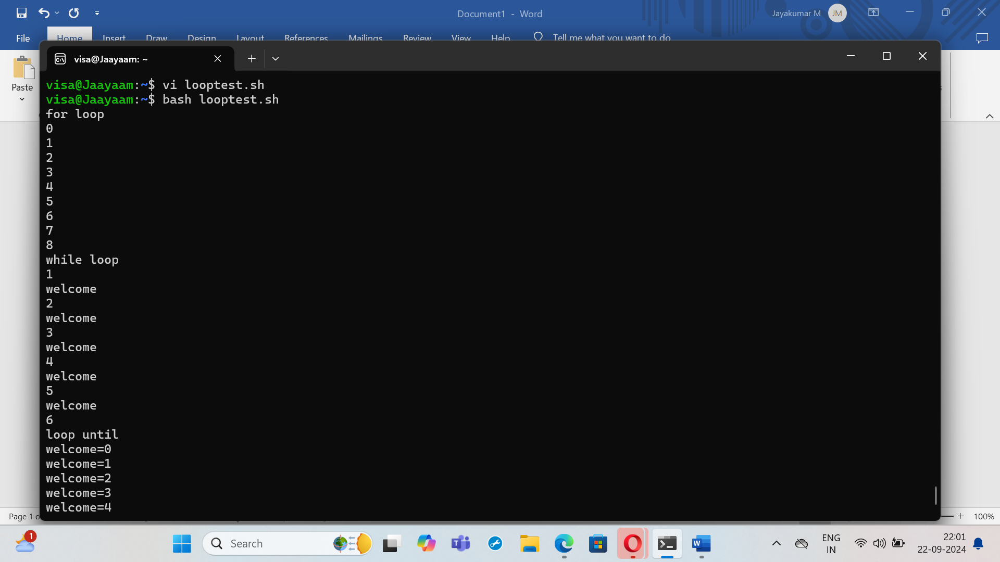 Document1 - Word
Jayakumar M
JM
File
Home
Insert
Draw
Design
Layout
References
Mailings
Review
View
Help
Tell me what you want to do
Paste
visa@Jaayaam: ~
visa@Jaayaam:~$ vi looptest.sh
visa@Jaayaam:~$ bash looptest.sh
for loop
0
1
2
3
4
5
6
7
8
while loop
1
welcome
2
welcome
3
welcome
4
welcome
5
welcome
6
loop until
welcome=0
welcome=1
welcome=2
welcome=3
welcome=4
Page 1
100%
1
Search
ENG
IN
22:01
22-09-2024